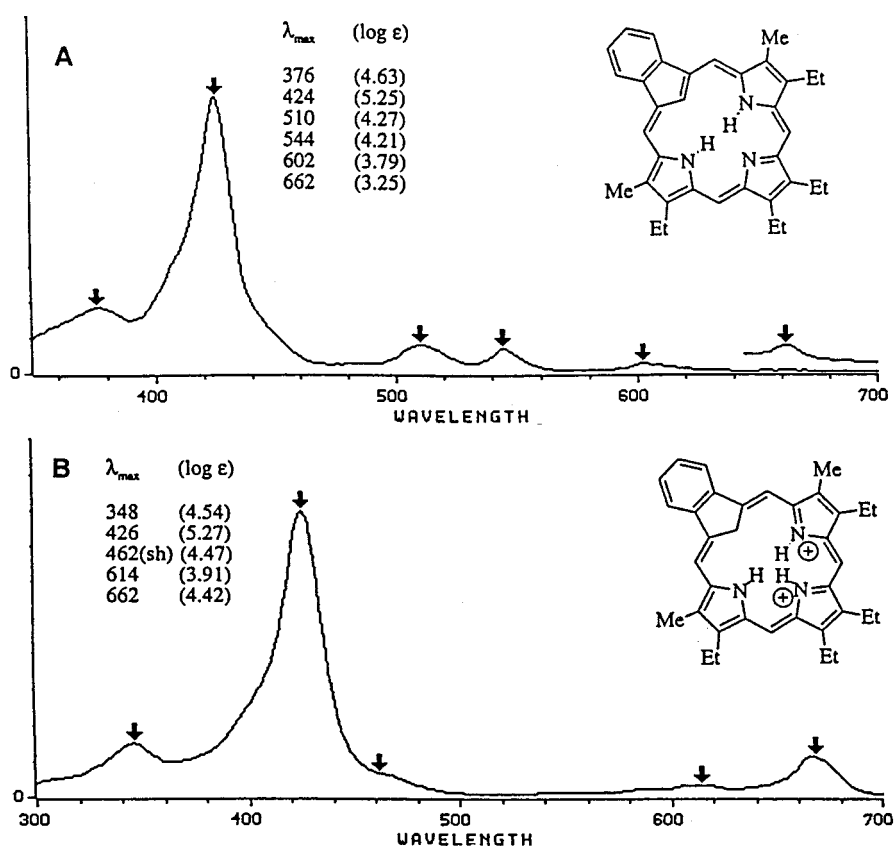 A
λmax (log ε)
376 (4.63)
424 (5.25)
510 (4.27)
544 (4.21)
602 (3.79)
662 (3.25)
Me
Et
N
H
H
N
N
Me
Et
Et
Et
0
400 500 600 700
WAVELENGTH
B
λmax (log ε)
348 (4.54)
426 (5.27)
462(sh) (4.47)
614 (3.91)
662 (4.42)
Me
Et
N
H +
H H
N + N
Me
Et
Et
Et
0
300 400 500 600 700
WAVELENGTH